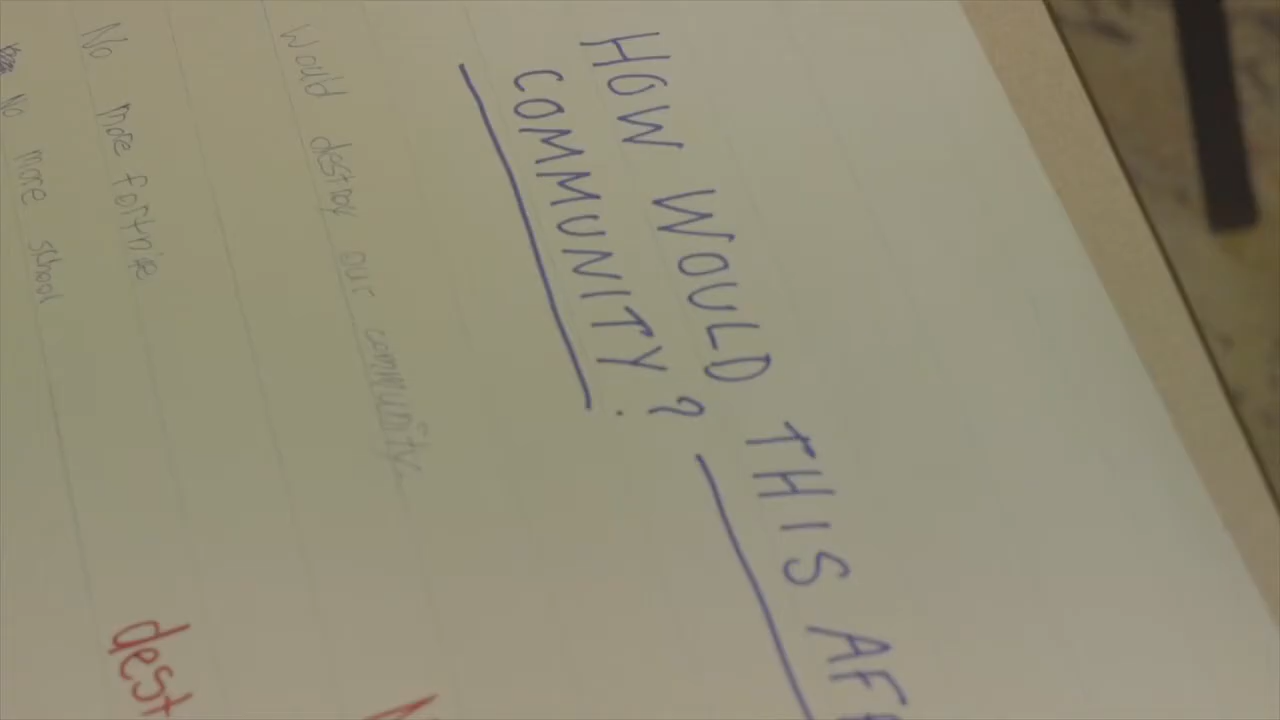 HOW WOULD THIS AF
COMMUNITY?
Would destroy our community
No more fortnite
No more school
dest